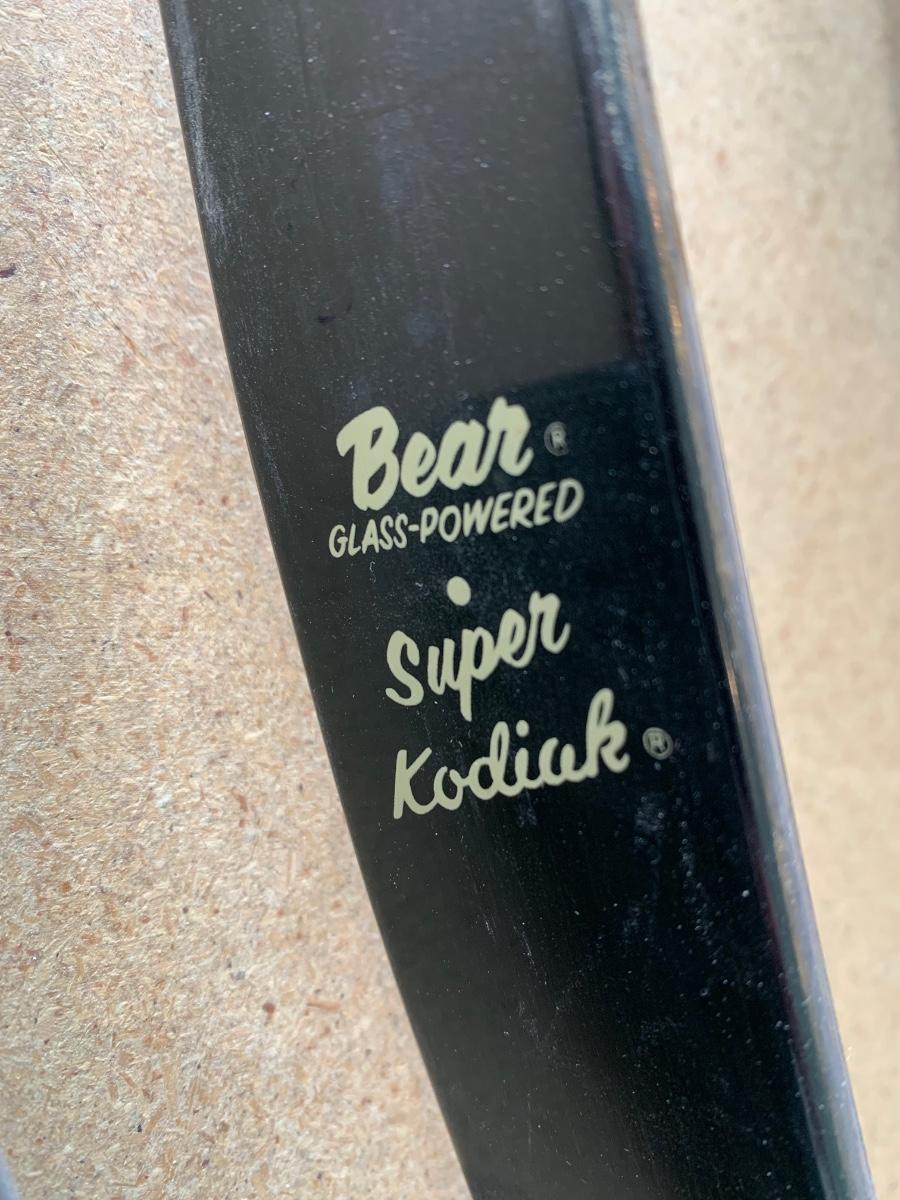 Bear ®
GLASS-POWERED
Super
Kodiak ®